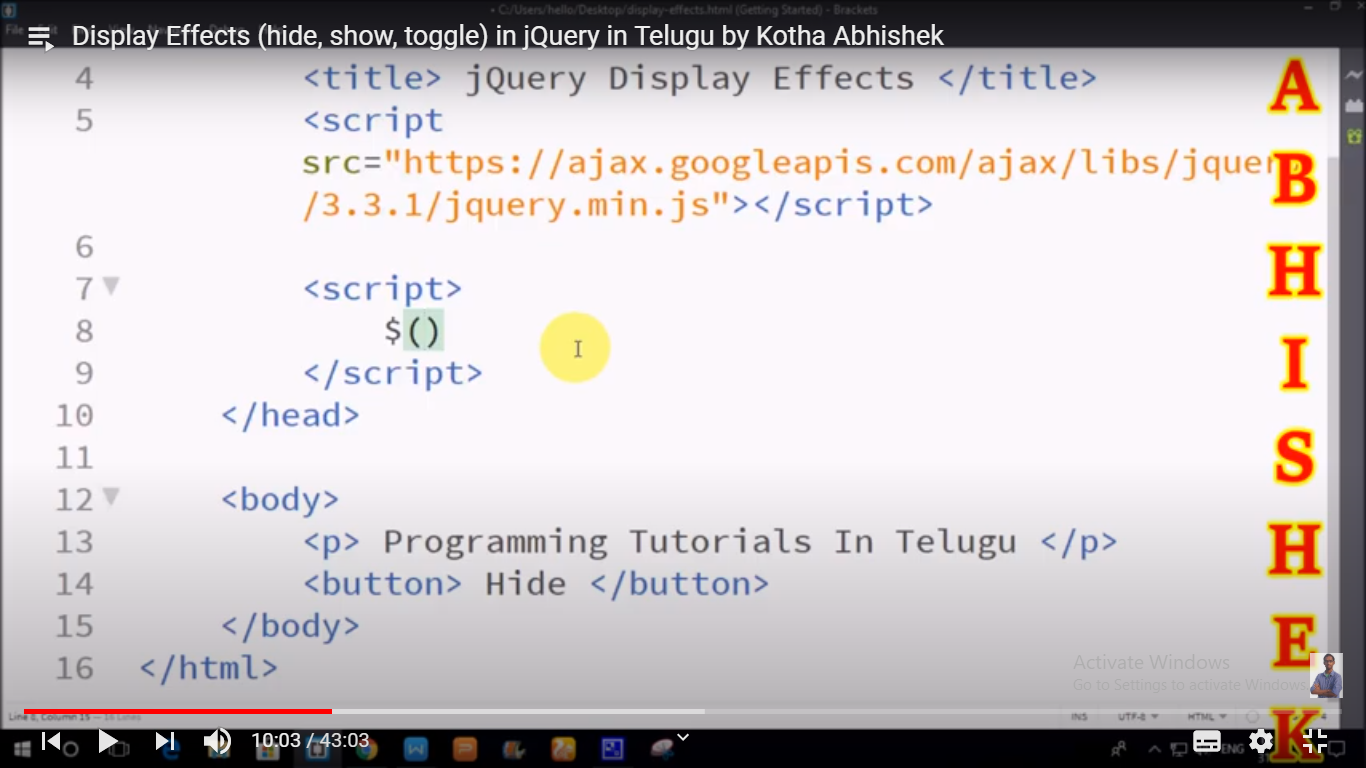 C:/Users/hello/Desktop/display-effects.html (Getting Started) - Brackets
Display Effects (hide, show, toggle) in jQuery in Telugu by Kotha Abhishek
4 <title> jQuery Display Effects </title>
5 <script
src="https://ajax.googleapis.com/ajax/libs/jquer
/3.3.1/jquery.min.js"></script>
6
7 <script>
8 $()
9 </script>
10 </head>
11
12 <body>
13 <p> Programming Tutorials In Telugu </p>
14 <button> Hide </button>
15 </body>
16 </html>
A
B
H
I
S
H
E
K
Activate Windows
Go to Settings to activate Windows.
Line 8, Column 15 — 16 Lines
INS UTF-8 HTML
10:03 / 43:03
ENG